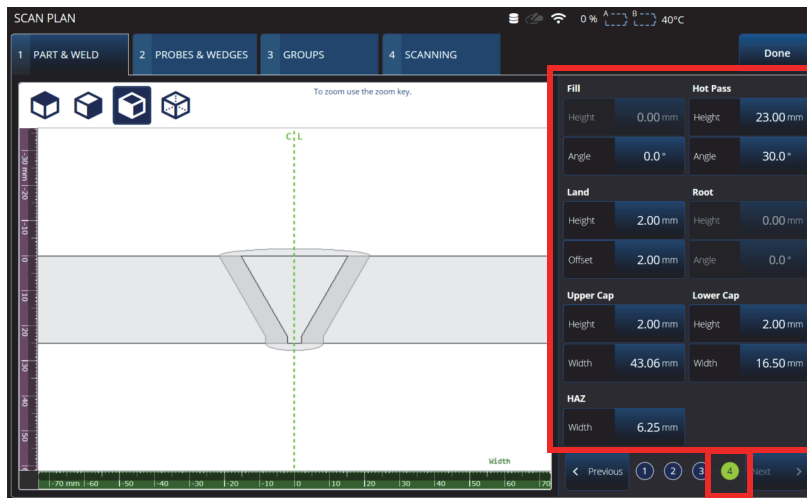 SCAN PLAN
0 % A B 40°C
1 PART & WELD 2 PROBES & WEDGES 3 GROUPS 4 SCANNING Done
To zoom use the zoom key.
C L
Fill Hot Pass
Height 0.00 mm Height 23.00 mm
Angle 0.0 ° Angle 30.0 °
Land Root
Height 2.00 mm Height 0.00 mm
Offset 2.00 mm Angle 0.0 °
Upper Cap Lower Cap
Height 2.00 mm Height 2.00 mm
Width 43.06 mm Width 16.50 mm
HAZ
Width 6.25 mm
< Previous 1 2 3 4 Next >
-30 mm -20 -10 0 10 20 30 40 50
Width
-70 mm -60 -50 -40 -30 -20 -10 0 10 20 30 40 50 60 70